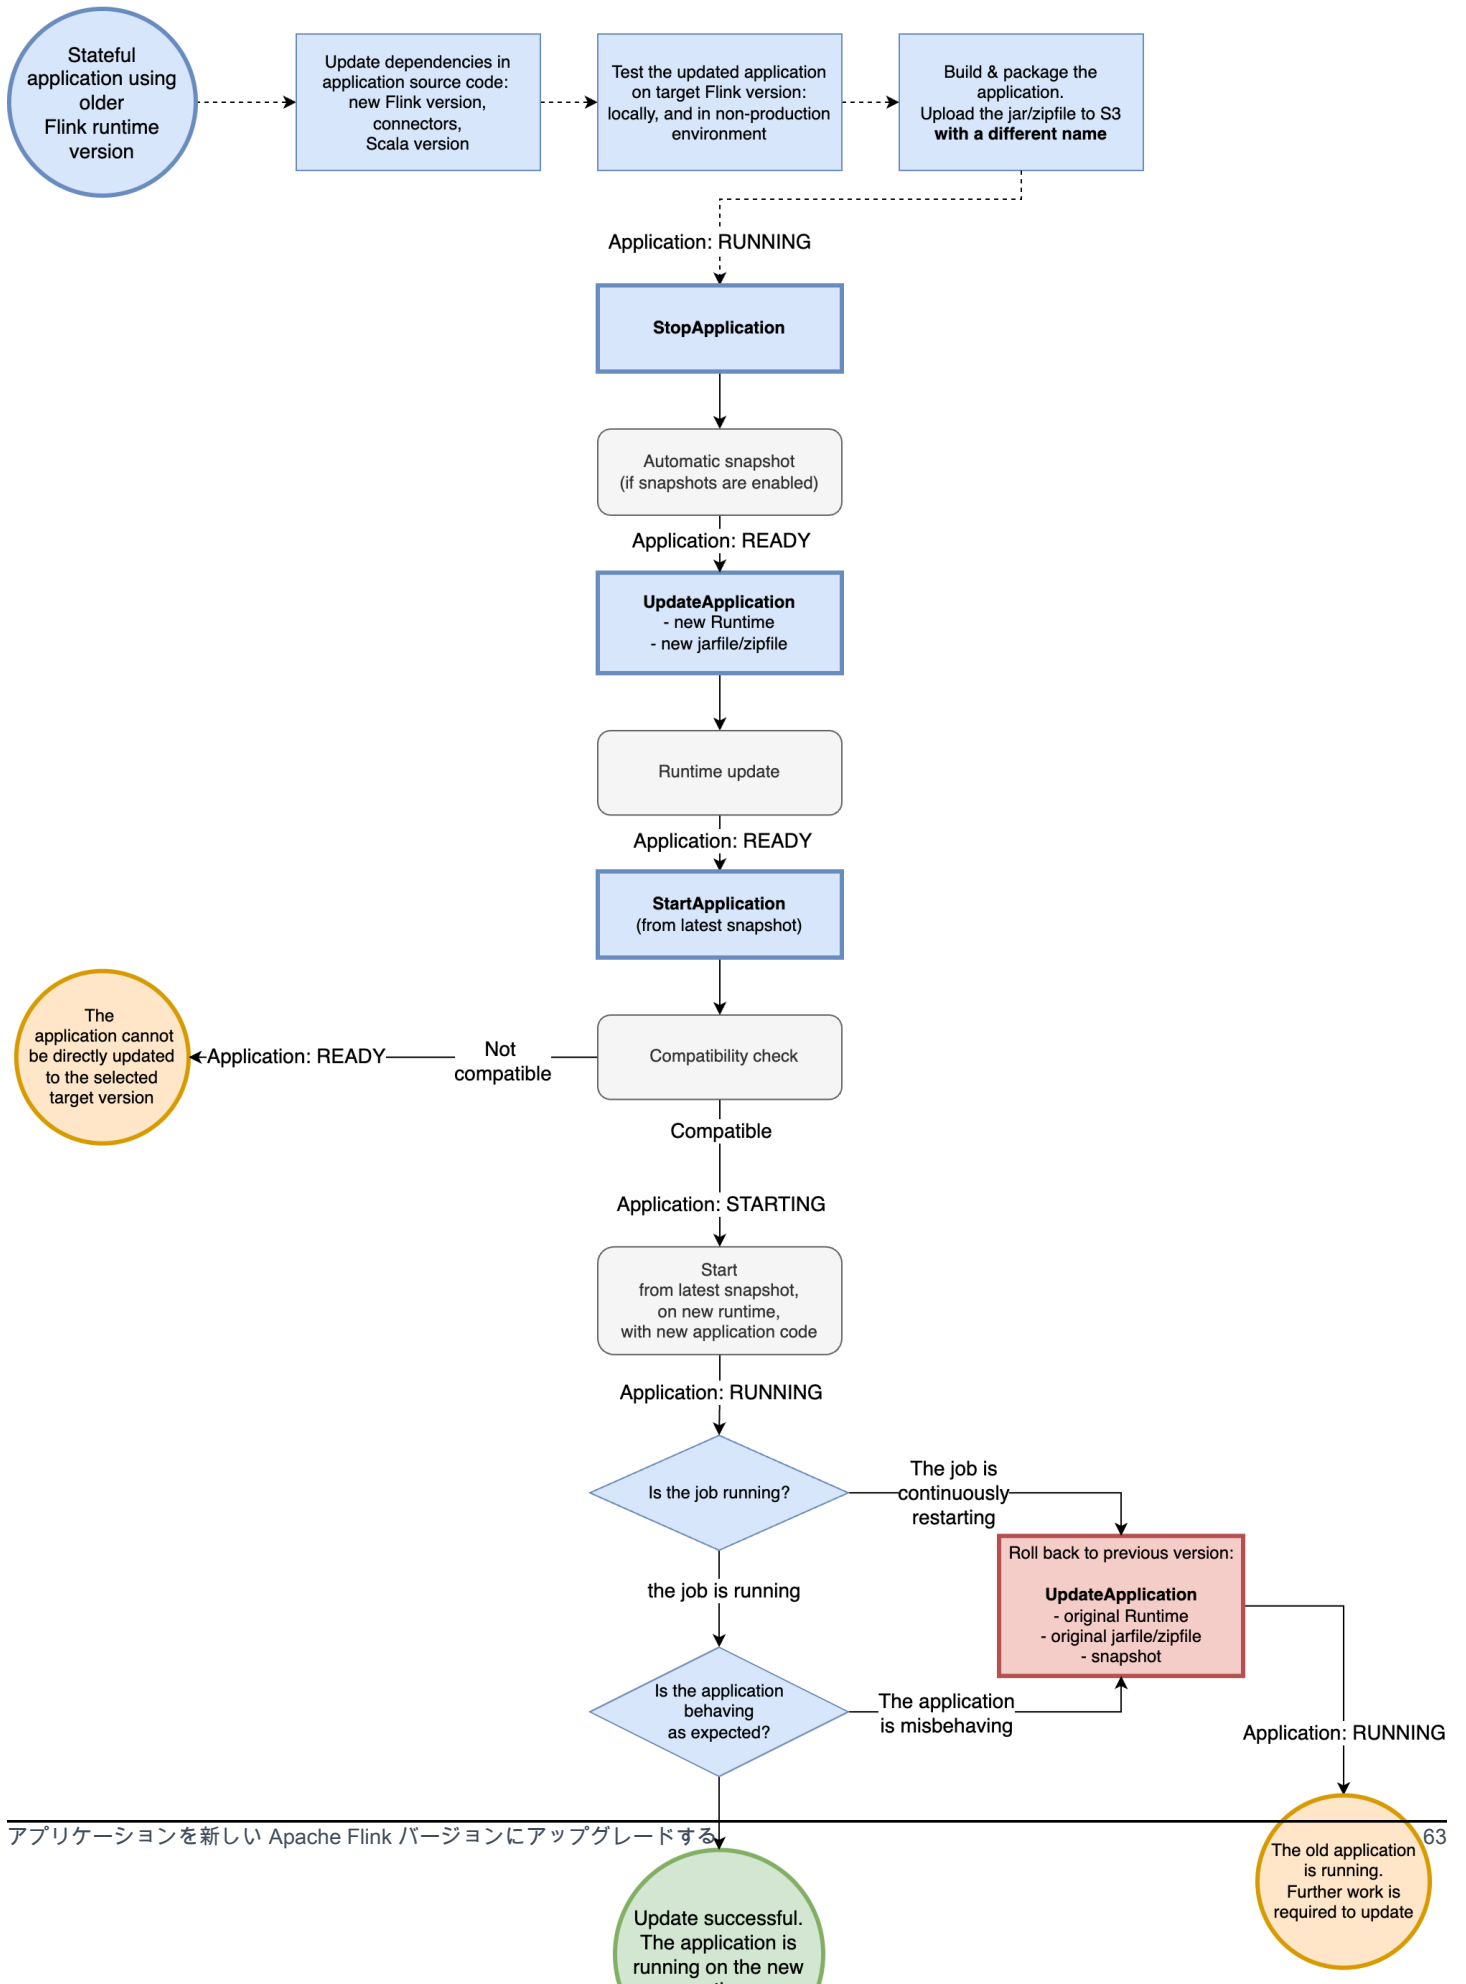 Stateful
application using
older
Flink runtime
version
Update dependencies in
application source code:
new Flink version,
connectors,
Scala version
Test the updated application
on target Flink version:
locally, and in non-production
environment
Build & package the
application.
Upload the jar/zipfile to S3
with a different name
Application: RUNNING
StopApplication
Automatic snapshot
(if snapshots are enabled)
Application: READY
UpdateApplication
- new Runtime
- new jarfile/zipfile
Runtime update
Application: READY
StartApplication
(from latest snapshot)
Compatibility check
Not
compatible
Application: READY
The
application cannot
be directly updated
to the selected
target version
Compatible
Application: STARTING
Start
from latest snapshot,
on new runtime,
with new application code
Application: RUNNING
Is the job running?
The job is
continuously
restarting
Roll back to previous version:
UpdateApplication
- original Runtime
- original jarfile/zipfile
- snapshot
the job is running
Is the application
behaving
as expected?
The application
is misbehaving
Application: RUNNING
The old application
is running.
Further work is
required to update
アプリケーションを新しい Apache Flink バージョンにアップグレードする
63
Update successful.
The application is
running on the new